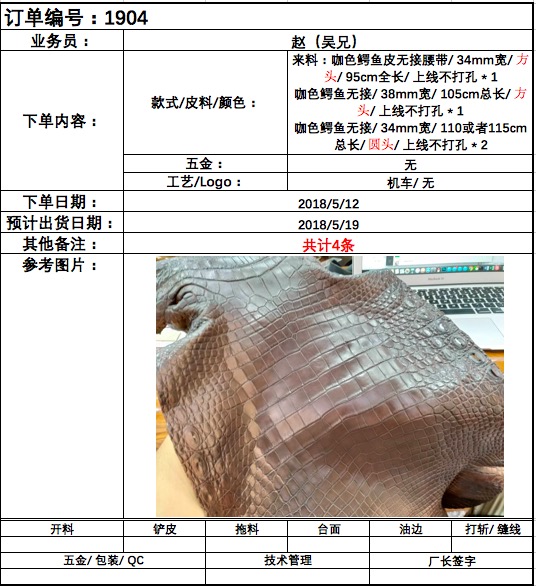 订单编号：1904
业务员： 赵（吴兄）
下单内容： 款式/皮料/颜色： 来料：咖色鳄鱼皮无接腰带/ 34mm宽/ 方
头/ 95cm全长/ 上线不打孔 * 1
咖色鳄鱼无接/ 38mm宽/ 105cm总长/ 方
头/ 上线不打孔 * 1
咖色鳄鱼无接/ 34mm宽/ 110或者115cm
总长/ 圆头/ 上线不打孔 * 2
五金： 无
工艺/Logo： 机车/ 无
下单日期： 2018/5/12
预计出货日期： 2018/5/19
其他备注： 共计4条
参考图片：
开料 铲皮 拖料 台面 油边 打斩/ 缝线
五金/ 包装/ QC 技术管理 厂长签字